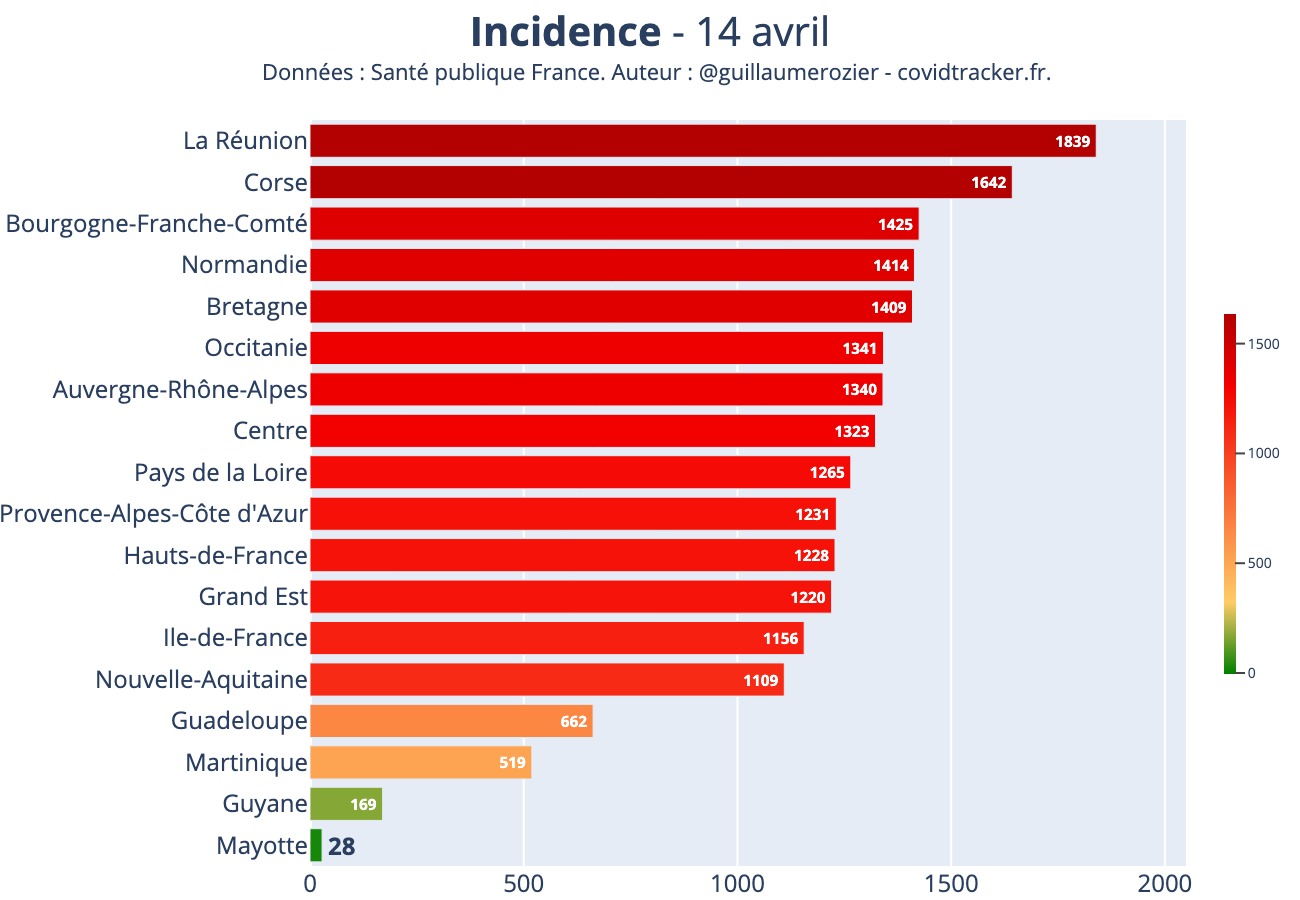 Incidence - 14 avril
Données : Santé publique France. Auteur : @guillaumerozier - covidtracker.fr.
La Réunion 1839
Corse 1642
Bourgogne-Franche-Comté 1425
Normandie 1414
Bretagne 1409
Occitanie 1341
Auvergne-Rhône-Alpes 1340
Centre 1323
Pays de la Loire 1265
Provence-Alpes-Côte d'Azur 1231
Hauts-de-France 1228
Grand Est 1220
Ile-de-France 1156
Nouvelle-Aquitaine 1109
Guadeloupe 662
Martinique 519
Guyane 169
Mayotte 28
0 500 1000 1500 2000
1500
1000
500
0